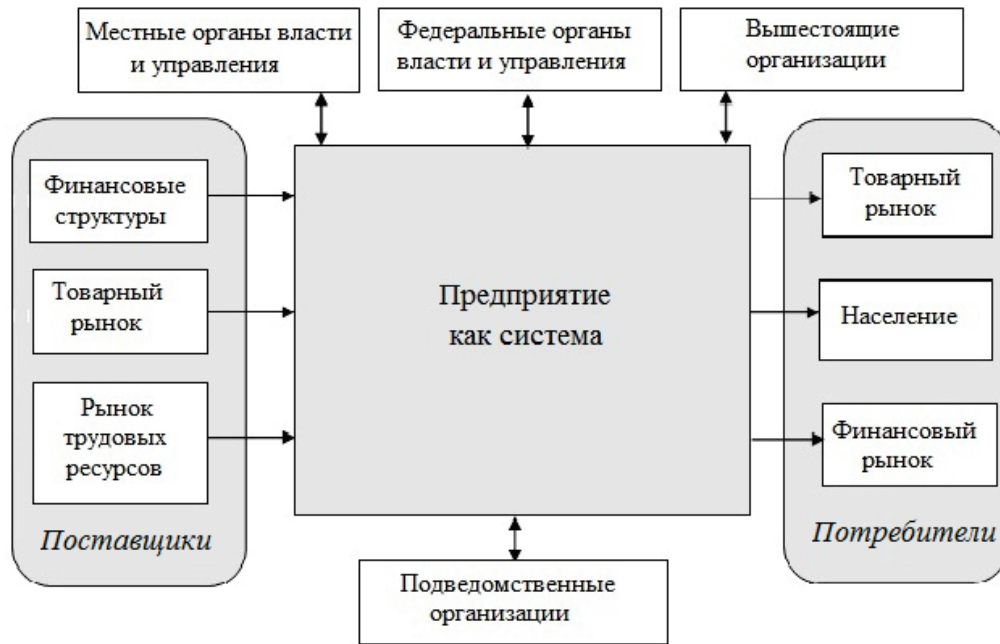 Местные органы власти
и управления
Федеральные органы
власти и управления
Вышестоящие
организации
Финансовые
структуры
Товарный
рынок
Рынок
трудовых
ресурсов
Поставщики
Предприятие
как система
Товарный
рынок
Население
Финансовый
рынок
Потребители
Подведомственные
организации